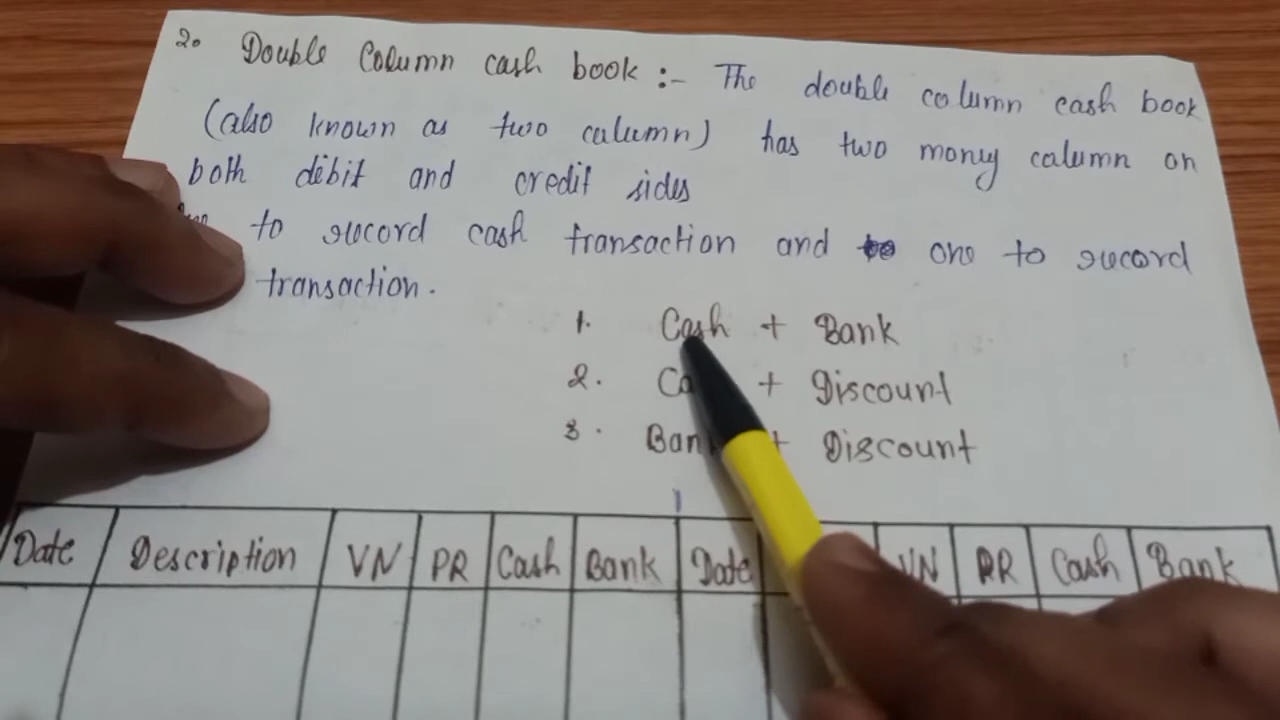 2. Double Column cash book :- The double column cash book
(also known as two calumn) has two mony calumn on
both debit and credit sides
to record cash transaction and one to record
transaction.
1. Cash + Bank
2. + Discount
3. + Discount
Date Description VN PR Cash Bank Date VN PR Cash Bank